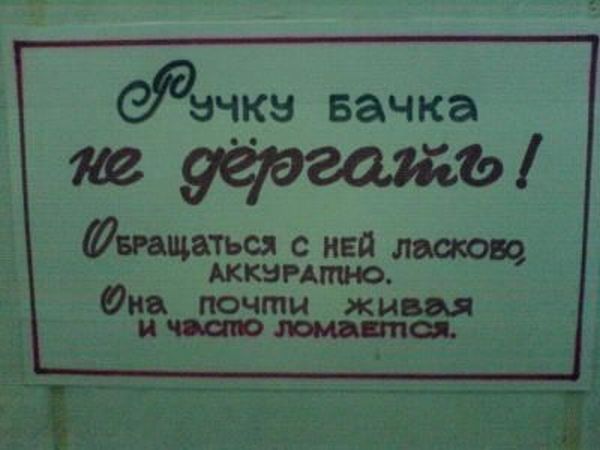 Ручку бачка
не дёргать!
Обращаться с ней ласково,
аккуратно.
Она почти живая
и часто ломается.